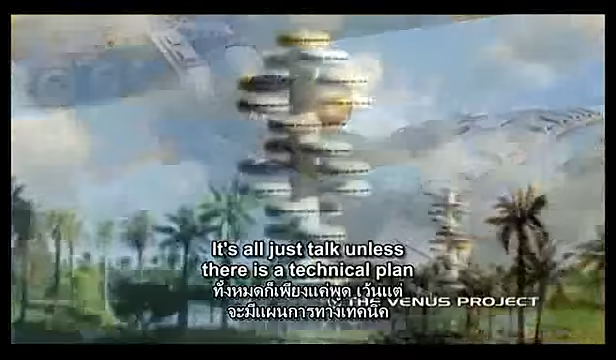 It's all just talk unless
there is a technical plan
ทั้งหมดก็เพียงแค่พูด เว้นแต่
จะมีแผนการทางเทคนิค
THE VENUS PROJECT